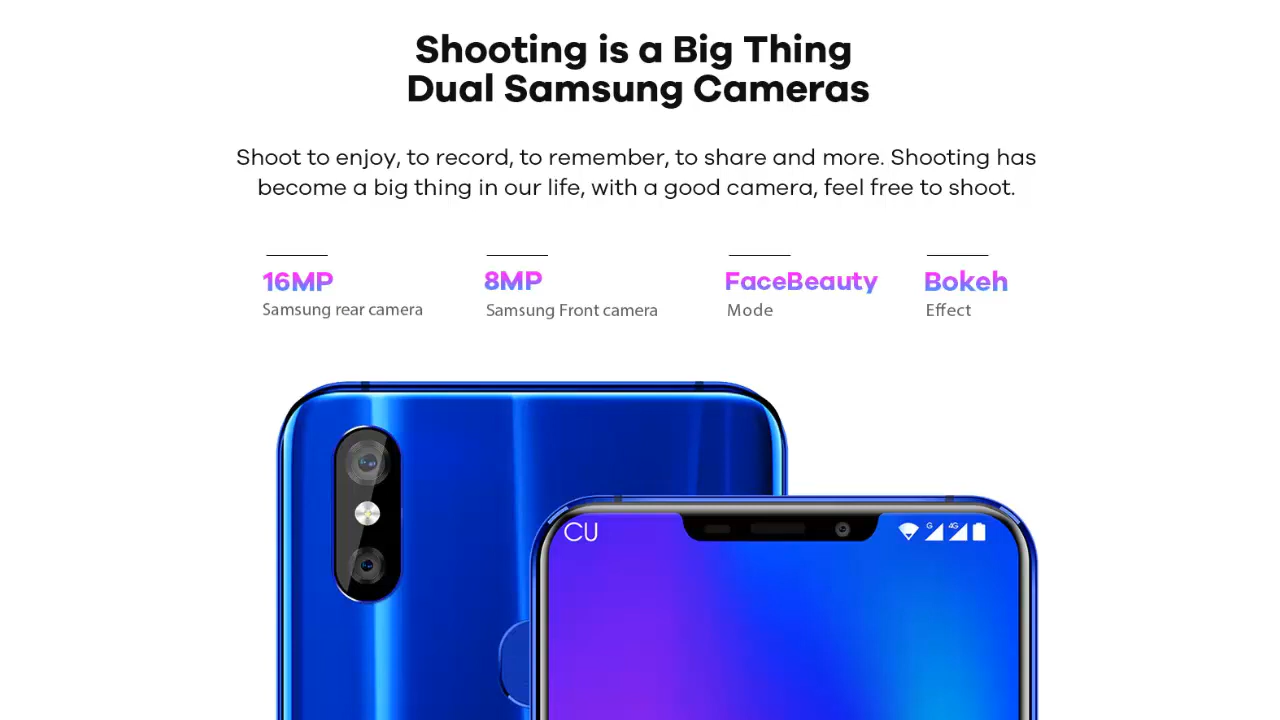 Shooting is a Big Thing
Dual Samsung Cameras
Shoot to enjoy, to record, to remember, to share and more. Shooting has
become a big thing in our life, with a good camera, feel free to shoot.
16MP
Samsung rear camera
8MP
Samsung Front camera
FaceBeauty
Mode
Bokeh
Effect
CU
G 4G